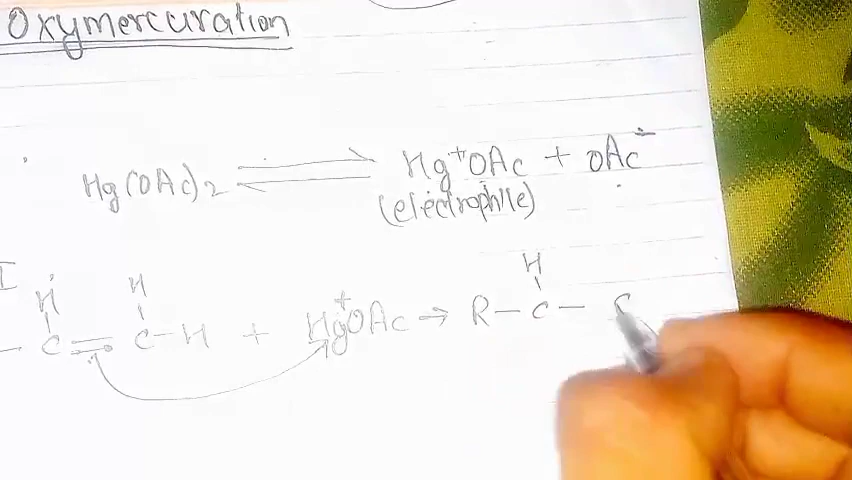 Oxymercuration
Hg(OAc)2 ⇌ Hg⁺OAc + OAc⁻
(electrophile)
I
H H H
— C = C – H + Hg⁺OAc → R – C – C